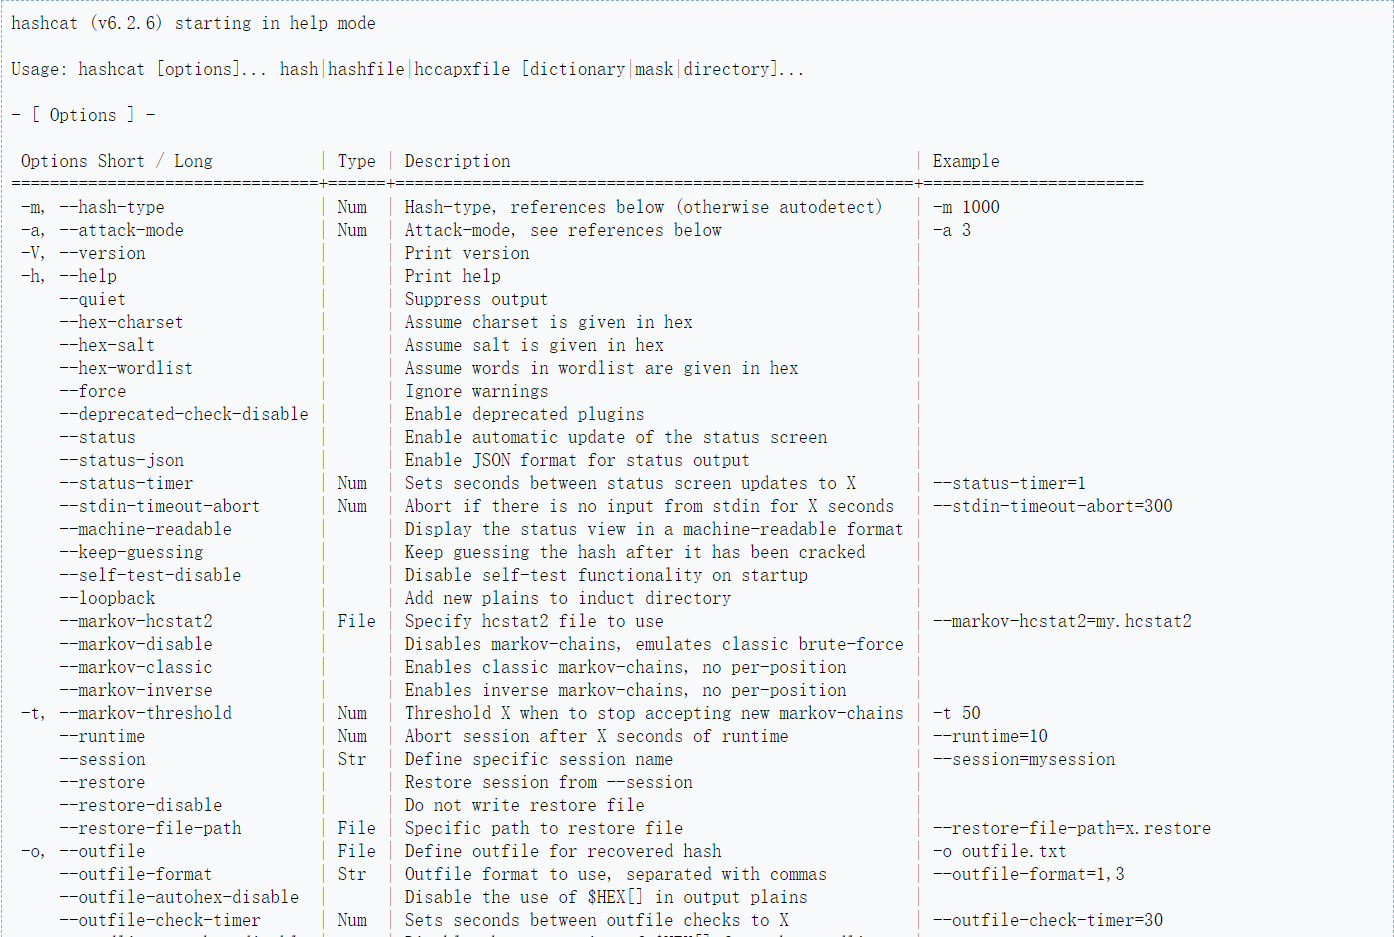 hashcat (v6.2.6) starting in help mode
Usage: hashcat [options]... hash|hashfile|hccapxfile [dictionary|mask|directory]...
- [ Options ] -
Options Short / Long | Type | Description | Example
================================+======+======================================================+=======================
-m, --hash-type | Num | Hash-type, references below (otherwise autodetect) | -m 1000
-a, --attack-mode | Num | Attack-mode, see references below | -a 3
-V, --version | | Print version |
-h, --help | | Print help |
--quiet | | Suppress output |
--hex-charset | | Assume charset is given in hex |
--hex-salt | | Assume salt is given in hex |
--hex-wordlist | | Assume words in wordlist are given in hex |
--force | | Ignore warnings |
--deprecated-check-disable | | Enable deprecated plugins |
--status | | Enable automatic update of the status screen |
--status-json | | Enable JSON format for status output |
--status-timer | Num | Sets seconds between status screen updates to X | --status-timer=1
--stdin-timeout-abort | Num | Abort if there is no input from stdin for X seconds | --stdin-timeout-abort=300
--machine-readable | | Display the status view in a machine-readable format |
--keep-guessing | | Keep guessing the hash after it has been cracked |
--self-test-disable | | Disable self-test functionality on startup |
--loopback | | Add new plains to induct directory |
--markov-hcstat2 | File | Specify hcstat2 file to use | --markov-hcstat2=my.hcstat2
--markov-disable | | Disables markov-chains, emulates classic brute-force |
--markov-classic | | Enables classic markov-chains, no per-position |
--markov-inverse | | Enables inverse markov-chains, no per-position |
-t, --markov-threshold | Num | Threshold X when to stop accepting new markov-chains | -t 50
--runtime | Num | Abort session after X seconds of runtime | --runtime=10
--session | Str | Define specific session name | --session=mysession
--restore | | Restore session from --session |
--restore-disable | | Do not write restore file |
--restore-file-path | File | Specific path to restore file | --restore-file-path=x.restore
-o, --outfile | File | Define outfile for recovered hash | -o outfile.txt
--outfile-format | Str | Outfile format to use, separated with commas | --outfile-format=1,3
--outfile-autohex-disable | | Disable the use of $HEX[] in output plains |
--outfile-check-timer | Num | Sets seconds between outfile checks to X | --outfile-check-timer=30